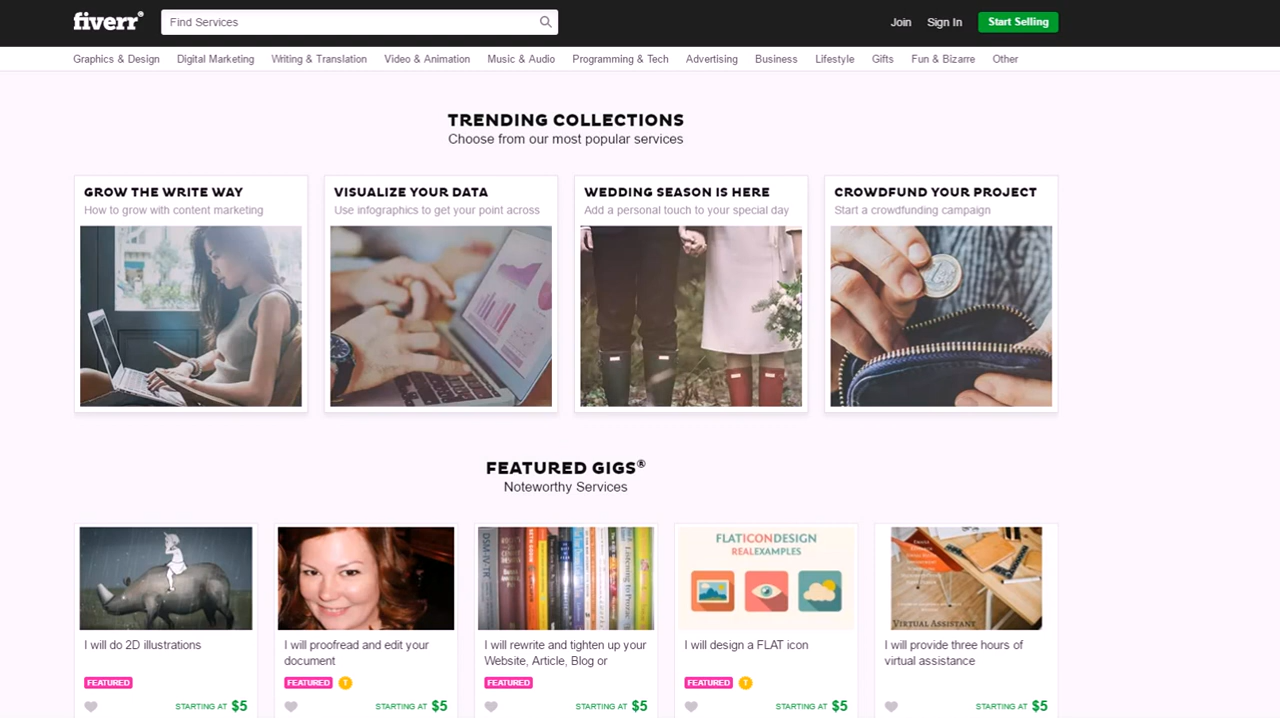 fiverr®
Find Services
Join Sign In Start Selling
Graphics & Design Digital Marketing Writing & Translation Video & Animation Music & Audio Programming & Tech Advertising Business Lifestyle Gifts Fun & Bizarre Other
TRENDING COLLECTIONS
Choose from our most popular services
GROW THE WRITE WAY
How to grow with content marketing
VISUALIZE YOUR DATA
Use infographics to get your point across
WEDDING SEASON IS HERE
Add a personal touch to your special day
CROWDFUND YOUR PROJECT
Start a crowdfunding campaign
FEATURED GIGS®
Noteworthy Services
I will do 2D illustrations
FEATURED
STARTING AT $5
I will proofread and edit your
document
FEATURED T
STARTING AT $5
DSM-IV-TR
I will rewrite and tighten up your
Website, Article, Blog or
FEATURED
STARTING AT $5
FLATICONDESIGN
REALEXAMPLES
I will design a FLAT icon
FEATURED T
STARTING AT $5
VIRTUAL ASSISTANT
I will provide three hours of
virtual assistance
STARTING AT $5